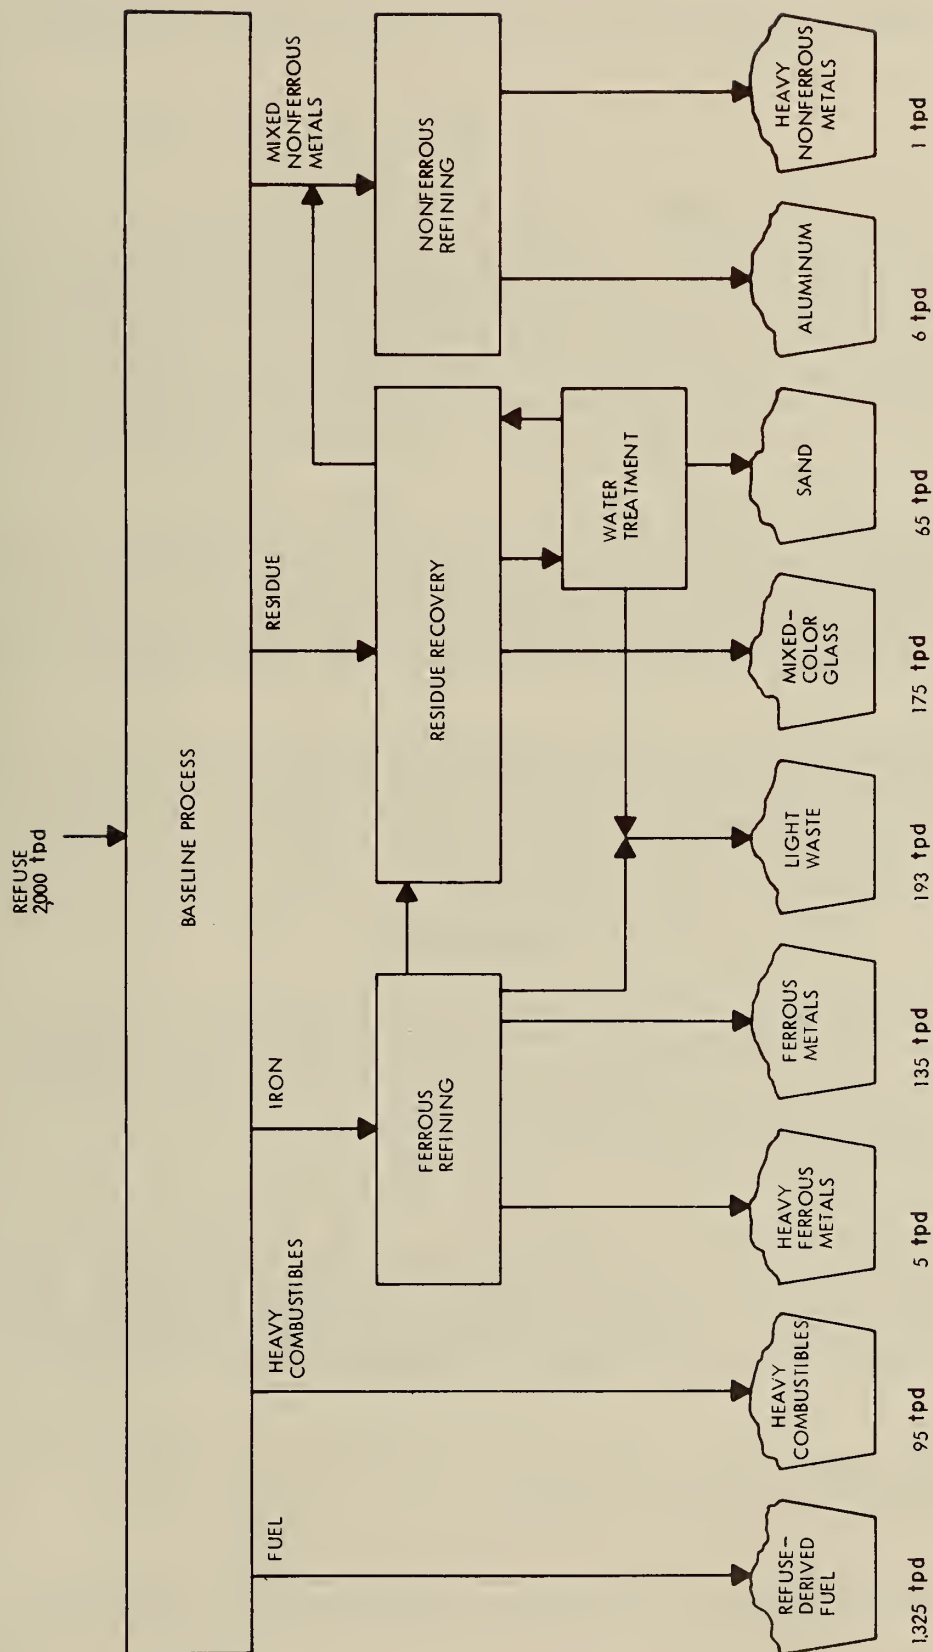 REFUSE
2,000 tpd
BASELINE PROCESS
FUEL
HEAVY
COMBUSTIBLES
IRON
RESIDUE
MIXED
NONFERROUS
METALS
FERROUS
REFINING
RESIDUE RECOVERY
NONFERROUS
REFINING
WATER
TREATMENT
REFUSE-
DERIVED
FUEL
HEAVY
COMBUSTIBLES
HEAVY
FERROUS
METALS
FERROUS
METALS
LIGHT
WASTE
MIXED-
COLOR
GLASS
SAND
ALUMINUM
HEAVY
NONFERROUS
METALS
1,325 tpd
95 tpd
5 tpd
135 tpd
193 tpd
175 tpd
65 tpd
6 tpd
1 tpd